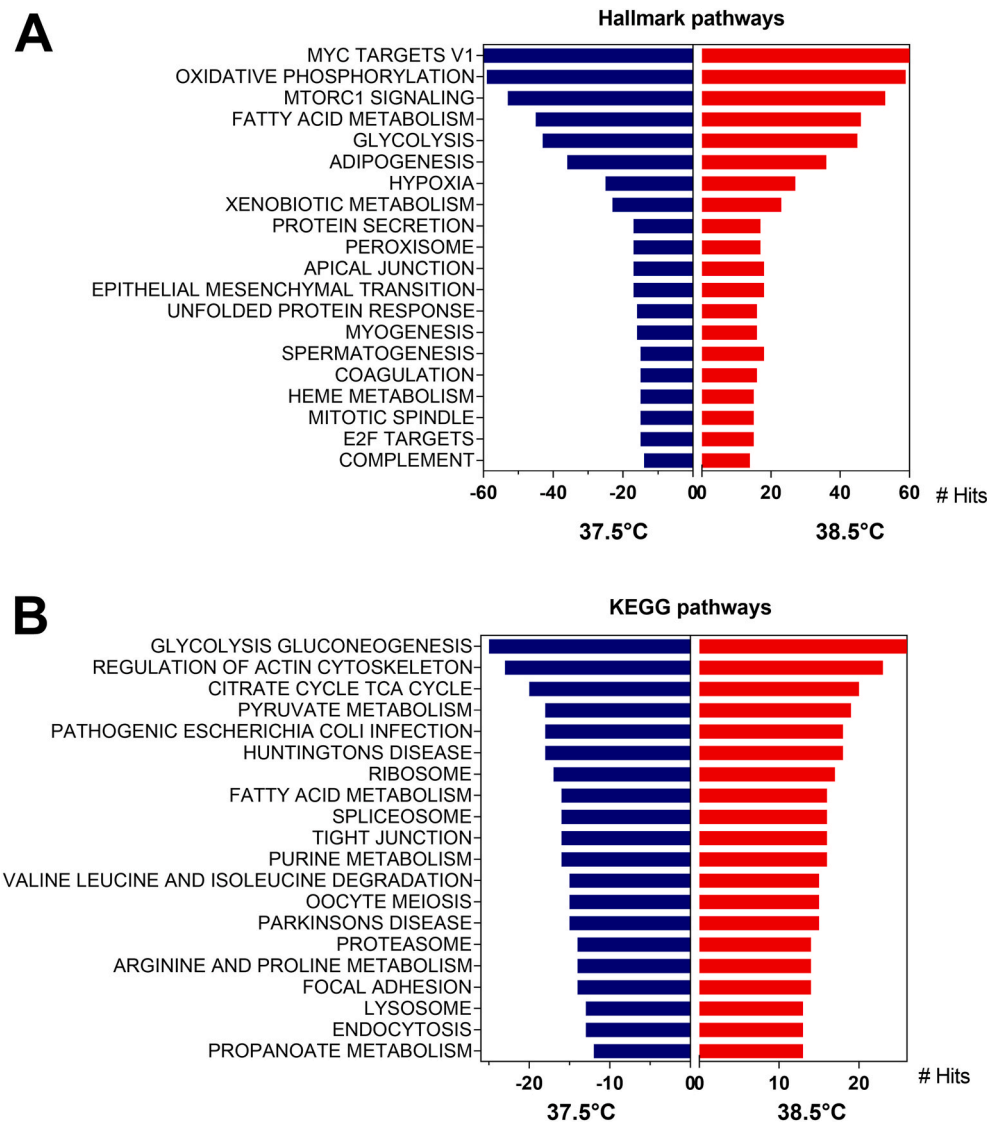 A
Hallmark pathways
MYC TARGETS V1
OXIDATIVE PHOSPHORYLATION
MTORC1 SIGNALING
FATTY ACID METABOLISM
GLYCOLYSIS
ADIPOGENESIS
HYPOXIA
XENOBIOTIC METABOLISM
PROTEIN SECRETION
PEROXISOME
APICAL JUNCTION
EPITHELIAL MESENCHYMAL TRANSITION
UNFOLDED PROTEIN RESPONSE
MYOGENESIS
SPERMATOGENESIS
COAGULATION
HEME METABOLISM
MITOTIC SPINDLE
E2F TARGETS
COMPLEMENT
-60 -40 -20 0 0 20 40 60 # Hits
37.5°C 38.5°C
B
KEGG pathways
GLYCOLYSIS GLUCONEOGENESIS
REGULATION OF ACTIN CYTOSKELETON
CITRATE CYCLE TCA CYCLE
PYRUVATE METABOLISM
PATHOGENIC ESCHERICHIA COLI INFECTION
HUNTINGTONS DISEASE
RIBOSOME
FATTY ACID METABOLISM
SPLICEOSOME
TIGHT JUNCTION
PURINE METABOLISM
VALINE LEUCINE AND ISOLEUCINE DEGRADATION
OOCYTE MEIOSIS
PARKINSONS DISEASE
PROTEASOME
ARGININE AND PROLINE METABOLISM
FOCAL ADHESION
LYSOSOME
ENDOCYTOSIS
PROPANOATE METABOLISM
-20 -10 0 0 10 20 # Hits
37.5°C 38.5°C